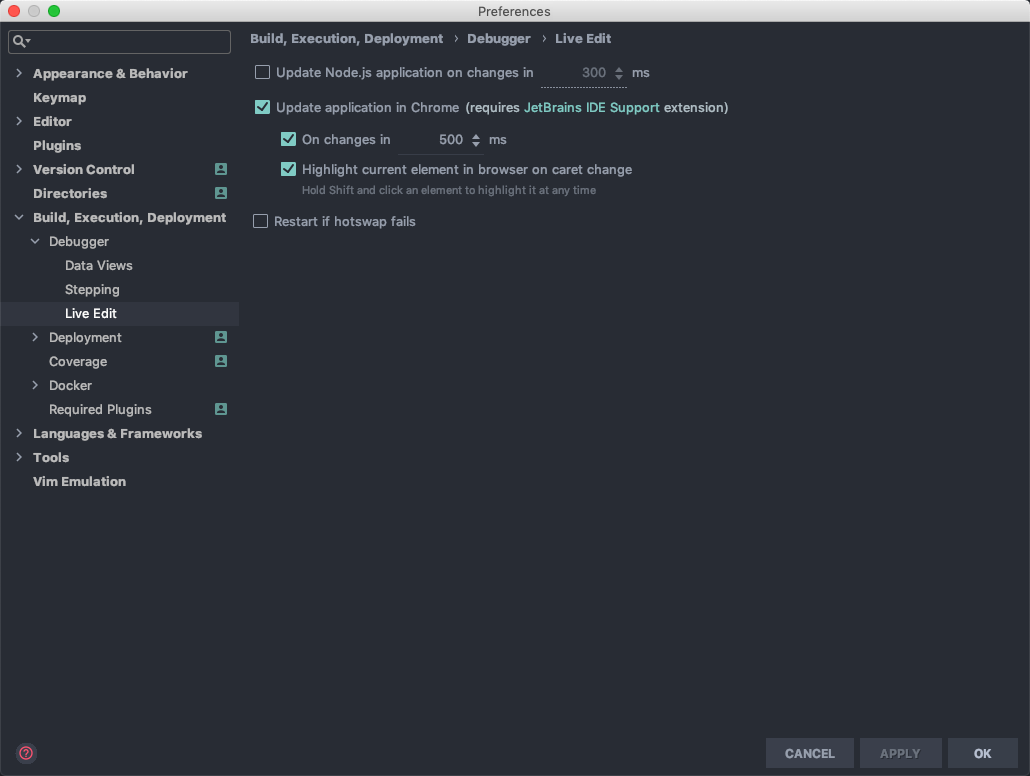 Preferences
Appearance & Behavior
Keymap
Editor
Plugins
Version Control
Directories
Build, Execution, Deployment
Debugger
Data Views
Stepping
Live Edit
Deployment
Coverage
Docker
Required Plugins
Languages & Frameworks
Tools
Vim Emulation
Build, Execution, Deployment › Debugger › Live Edit
Update Node.js application on changes in 300 ms
Update application in Chrome (requires JetBrains IDE Support extension)
On changes in 500 ms
Highlight current element in browser on caret change
Hold Shift and click an element to highlight it at any time
Restart if hotswap fails
?
CANCEL APPLY OK